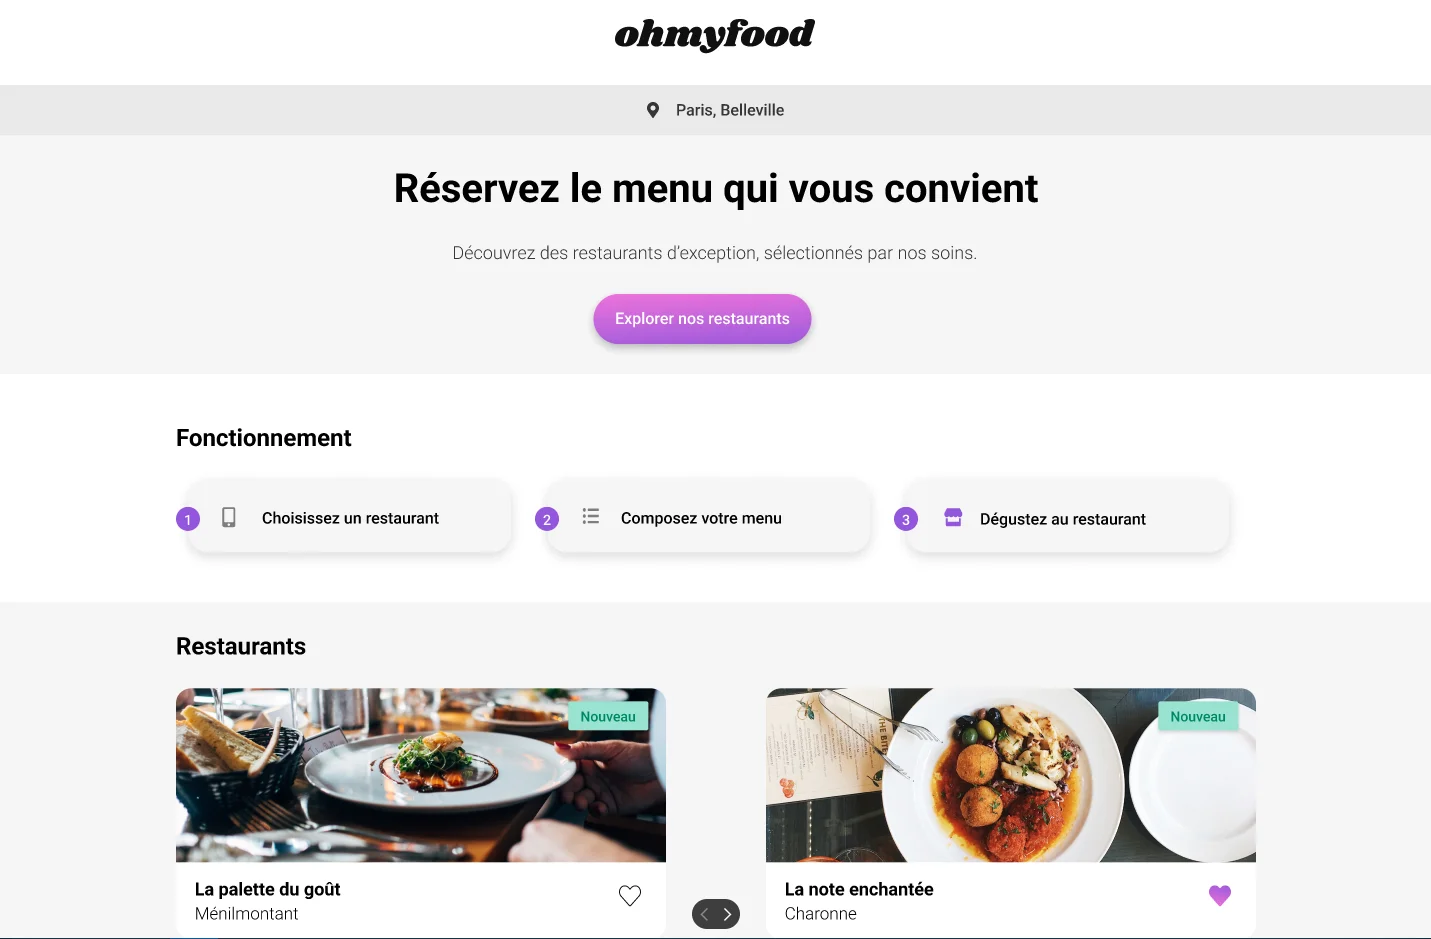 ohmyfood
Paris, Belleville
Réservez le menu qui vous convient
Découvrez des restaurants d’exception, sélectionnés par nos soins.
Explorer nos restaurants
Fonctionnement
1 Choisissez un restaurant
2 Composez votre menu
3 Dégustez au restaurant
Restaurants
Nouveau
Nouveau
THE BITE
La palette du goût
Ménilmontant
La note enchantée
Charonne